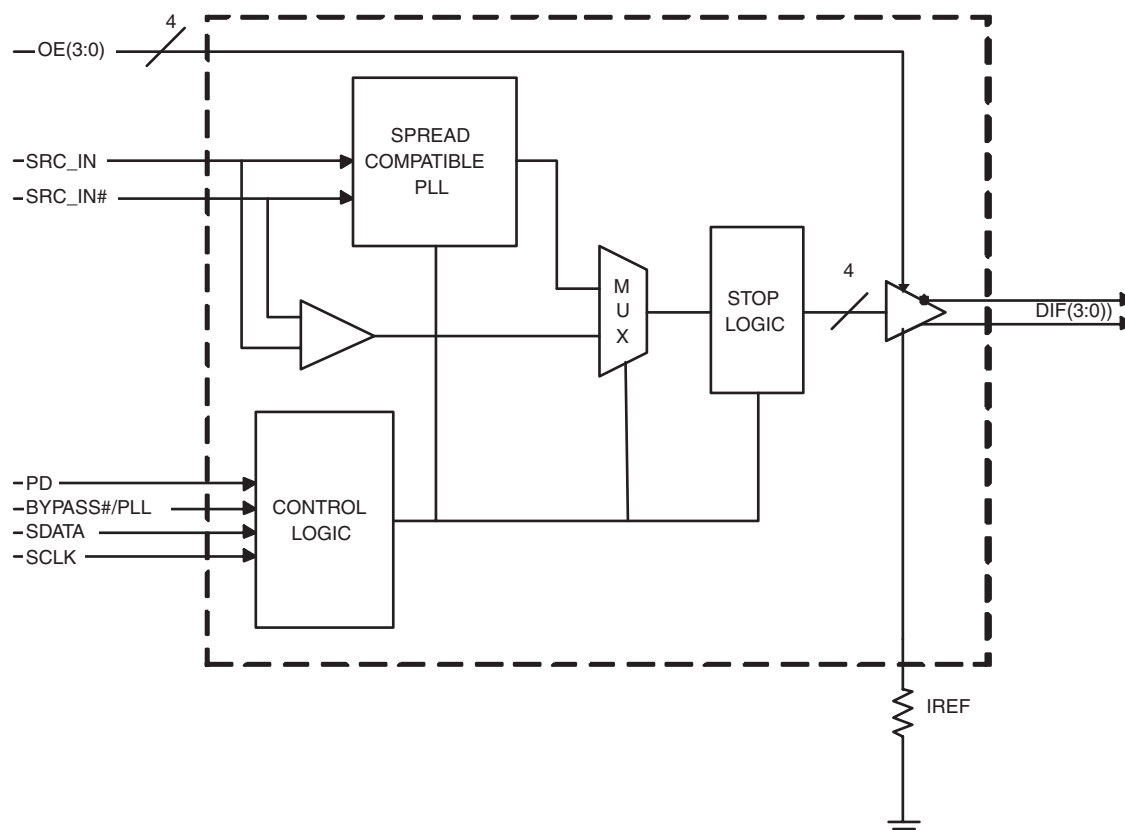 4
OE(3:0)
SPREAD
COMPATIBLE
PLL
SRC_IN
SRC_IN#
M
U
X
STOP
LOGIC
4
DIF(3:0))
CONTROL
LOGIC
PD
BYPASS#/PLL
SDATA
SCLK
IREF